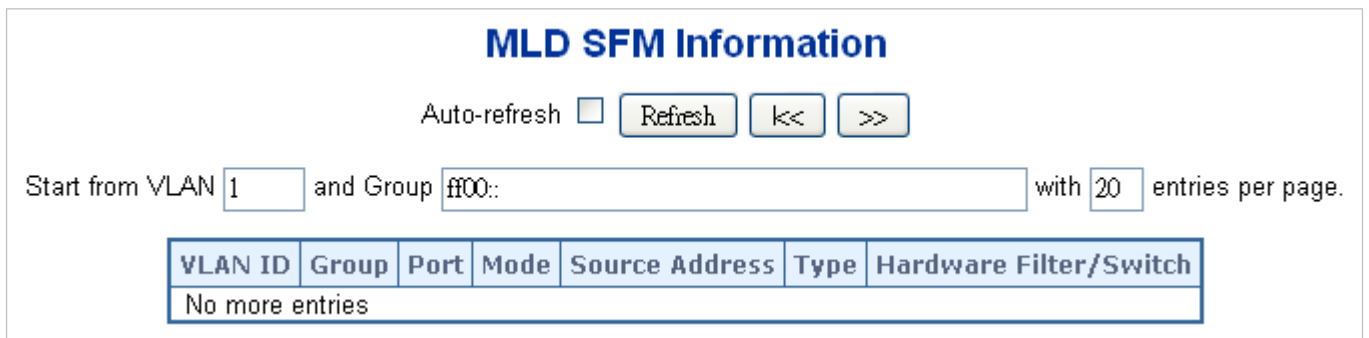 MLD SFM Information
Auto-refresh Refresh |<< >>
Start from VLAN 1 and Group ff00:: with 20 entries per page.
VLAN ID Group Port Mode Source Address Type Hardware Filter/Switch
No more entries